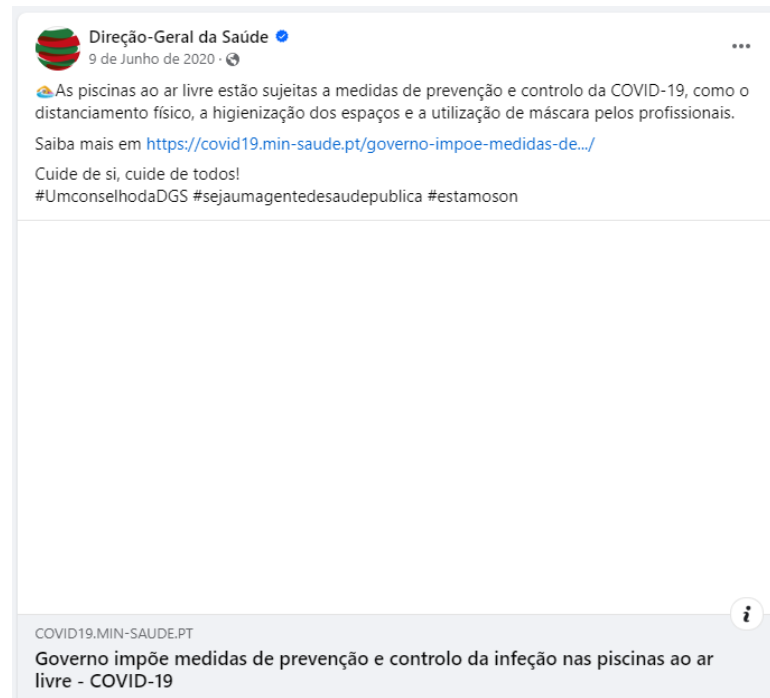 Direção-Geral da Saúde
9 de Junho de 2020 ·
🏖️As piscinas ao ar livre estão sujeitas a medidas de prevenção e controlo da COVID-19, como o
distanciamento físico, a higienização dos espaços e a utilização de máscara pelos profissionais.
Saiba mais em https://covid19.min-saude.pt/governo-impoe-medidas-de.../
Cuide de si, cuide de todos!
#UmconselhodaDGS #sejaumagentedesaudepublica #estamoson
COVID19.MIN-SAUDE.PT
Governo impõe medidas de prevenção e controlo da infeção nas piscinas ao ar
livre - COVID-19